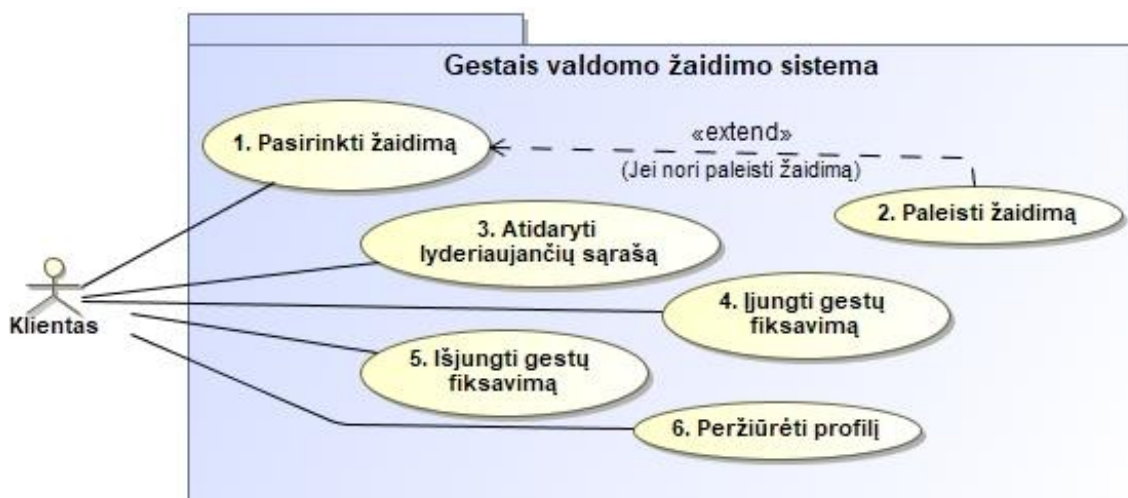 Gestais valdomo žaidimo sistema
1. Pasirinkti žaidimą
«extend»
(Jei nori paleisti žaidimą)
2. Paleisti žaidimą
3. Atidaryti
lyderiaujančių sąrašą
Klientas
4. Įjungti gestų
fiksavimą
5. Išjungti gestų
fiksavimą
6. Peržiūrėti profilį